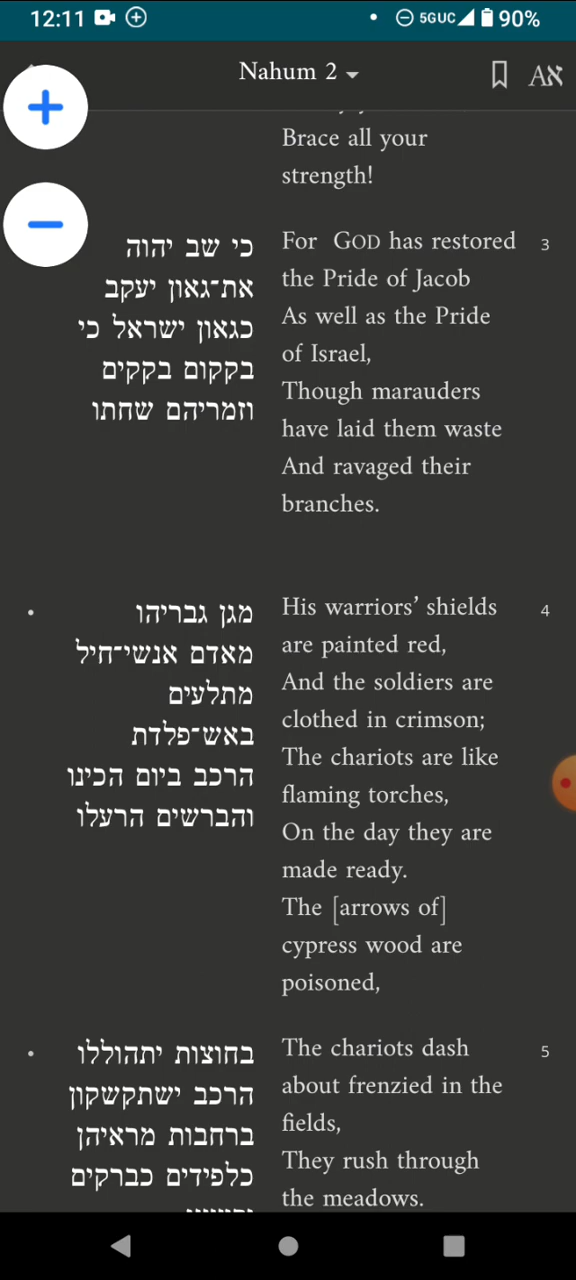 12:11 5GUC 90%
Nahum 2 Aא
Brace all your
strength!
כי שב יהוה
את־גאון יעקב
כגאון ישראל כי
בקקום בקקים
וזמריהם שחתו
For GOD has restored 3
the Pride of Jacob
As well as the Pride
of Israel,
Though marauders
have laid them waste
And ravaged their
branches.
מגן גבריהו
מאדם אנשי־חיל
מתלעים
באש־פלדת
הרכב ביום הכינו
והברשים הרעלו
His warriors’ shields 4
are painted red,
And the soldiers are
clothed in crimson;
The chariots are like
flaming torches,
On the day they are
made ready.
The [arrows of]
cypress wood are
poisoned,
בחוצות יתהוללו
הרכב ישתקשקון
ברחבות מראיהן
כלפידים כברקים
The chariots dash 5
about frenzied in the
fields,
They rush through
the meadows.